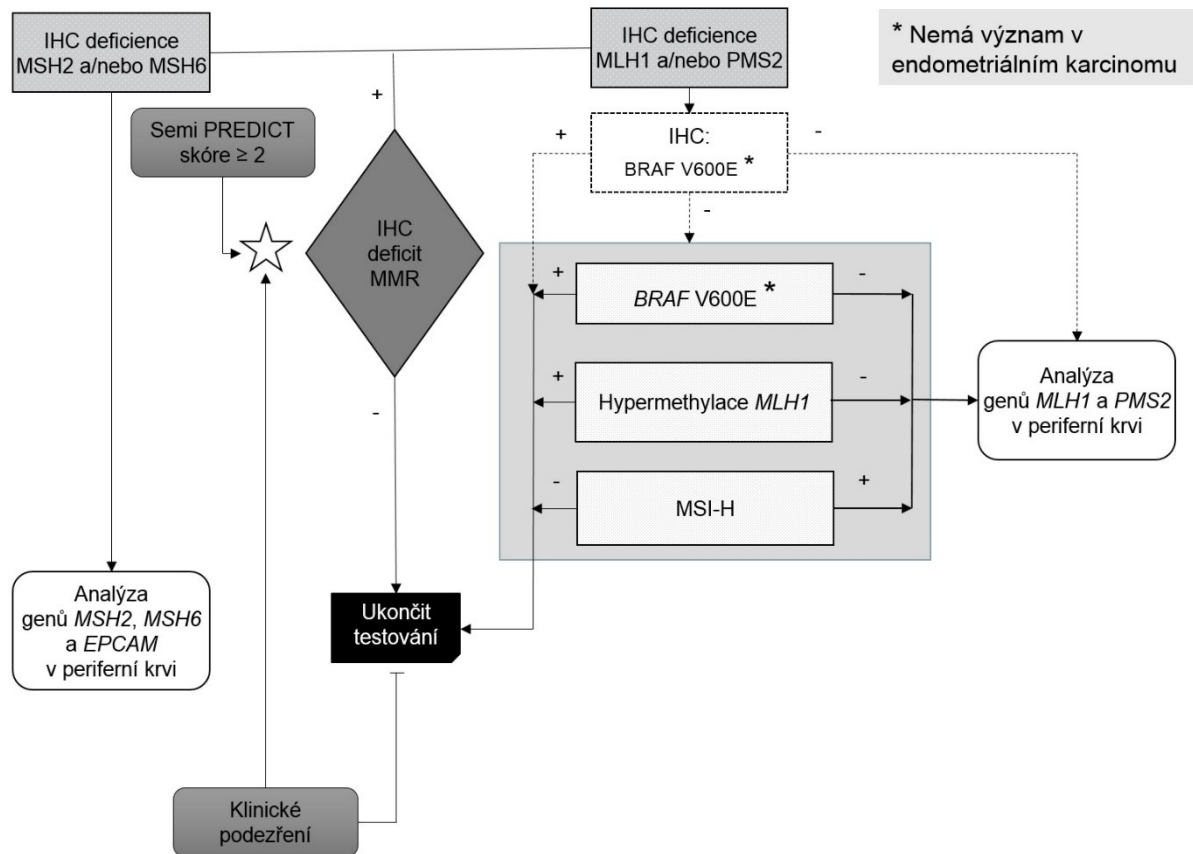 IHC deficience
MSH2 a/nebo MSH6
IHC deficience
MLH1 a/nebo PMS2
* Nemá význam v
endometriálním karcinomu
+
Semi PREDICT
skóre ≥ 2
+
IHC:
BRAF V600E *
-
-
IHC
deficit
MMR
+
BRAF V600E *
-
+
Hypermethylace MLH1
-
-
MSI-H
+
Analýza
genů MLH1 a PMS2
v periferní krvi
-
Analýza
genů MSH2, MSH6
a EPCAM
v periferní krvi
Ukončit
testování
Klinické
podezření